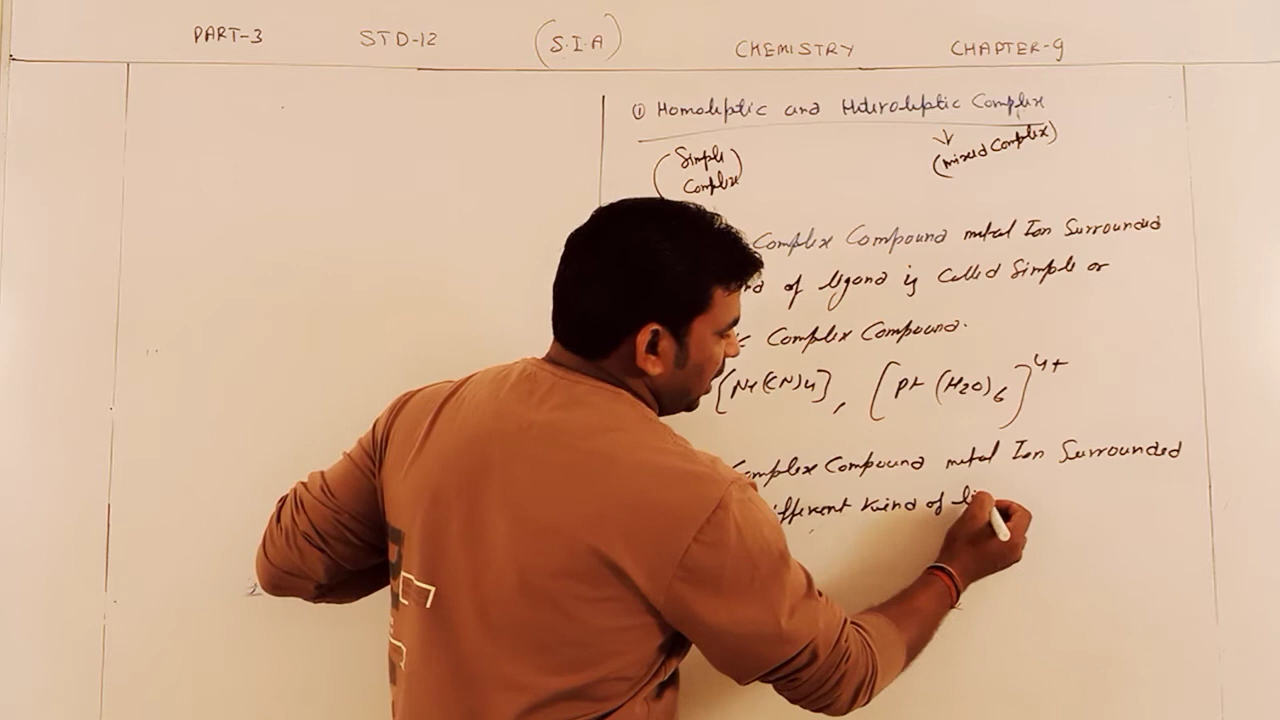 PART-3 STD-12 (S.I.A) CHEMISTRY CHAPTER-9
① Homoleptic and Heteroleptic Complex
(Simple Complex) ↓ (mixed Complex)
Complex Compound metal Ion Surrounded
of ligand is Called Simple or
Complex Compound.
[Ni(CN)4], [Pt (H2O)6]4+
Complex Compound metal Ion Surrounded
ifferent kind of li